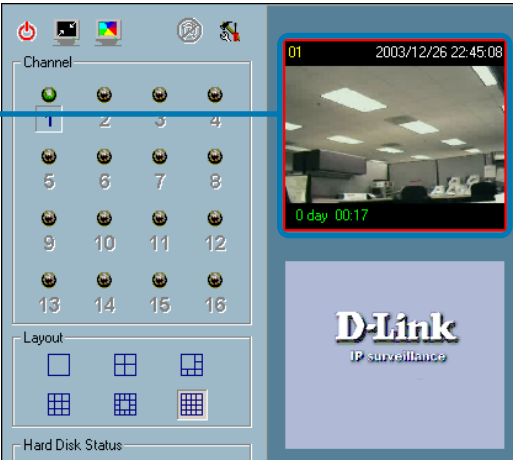 Channel
1 2 3 4
5 6 7 8
9 10 11 12
13 14 15 16
Layout
Hard Disk Status
01 2003/12/26 22:45:08
0 day 00:17
D-Link
IP surveillance